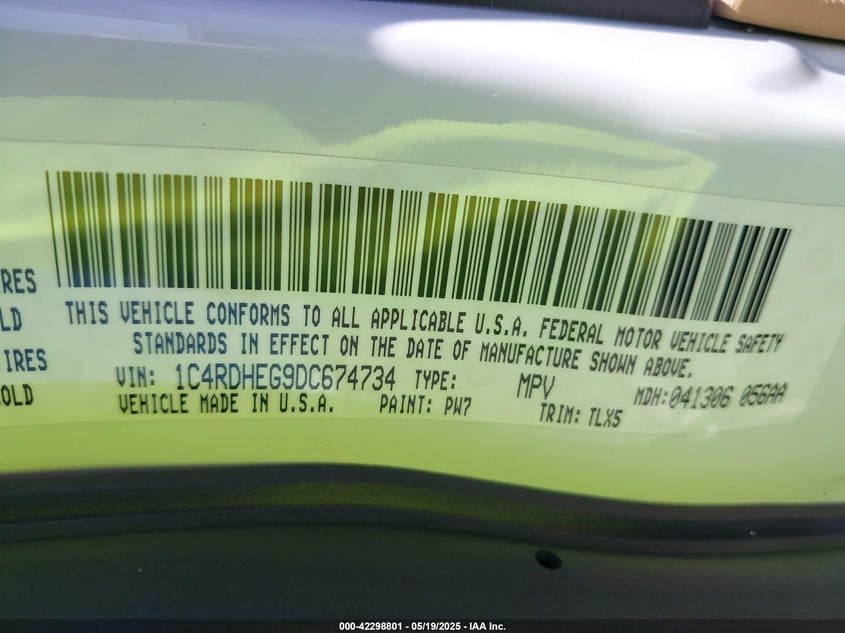 IRES
LD
IRES
OLD
THIS VEHICLE CONFORMS TO ALL APPLICABLE U.S.A. FEDERAL MOTOR VEHICLE SAFETY
STANDARDS IN EFFECT ON THE DATE OF MANUFACTURE SHOWN ABOVE.
VIN: 1C4RDHEG9DC674734 TYPE: MPV MDH:041306 056AA
VEHICLE MADE IN U.S.A. PAINT: PW7 TRIM: TLX5
000-42298801 - 05/19/2025 - IAA Inc.